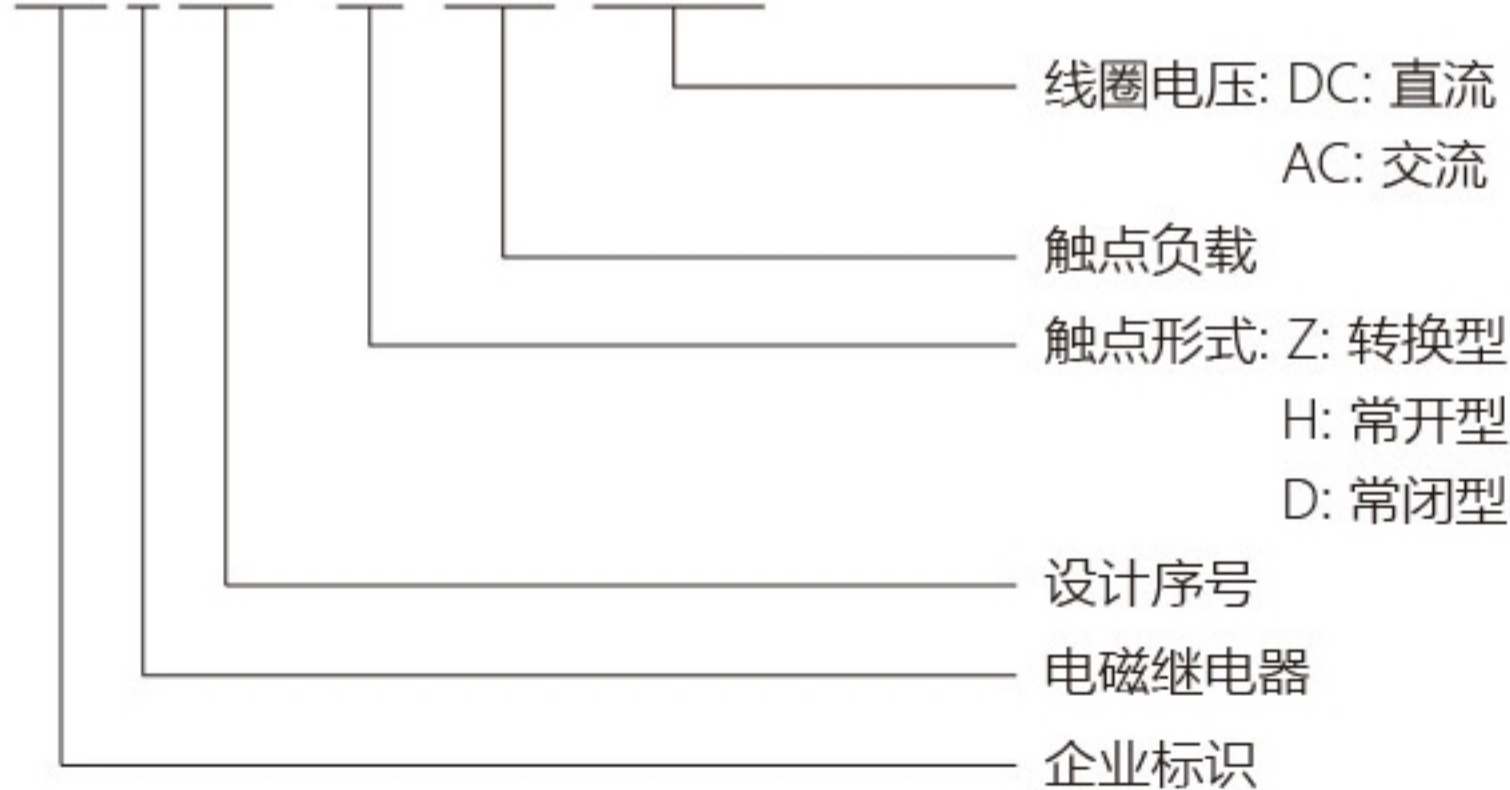 线圈电压: DC: 直流
AC: 交流
触点负载
触点形式: Z: 转换型
H: 常开型
D: 常闭型
设计序号
电磁继电器
企业标识